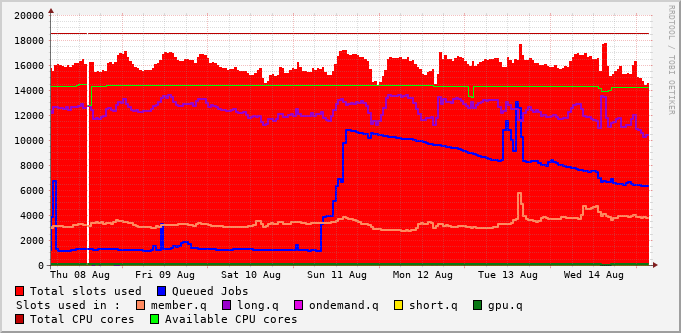 20000
18000
16000
14000
12000
10000
8000
6000
4000
2000
0
Thu 08 Aug Fri 09 Aug Sat 10 Aug Sun 11 Aug Mon 12 Aug Tue 13 Aug Wed 14 Aug
Total slots used Queued Jobs
Slots used in : member.q long.q ondemand.q short.q gpu.q
Total CPU cores Available CPU cores
RRDTOOL / TOBI OETIKER